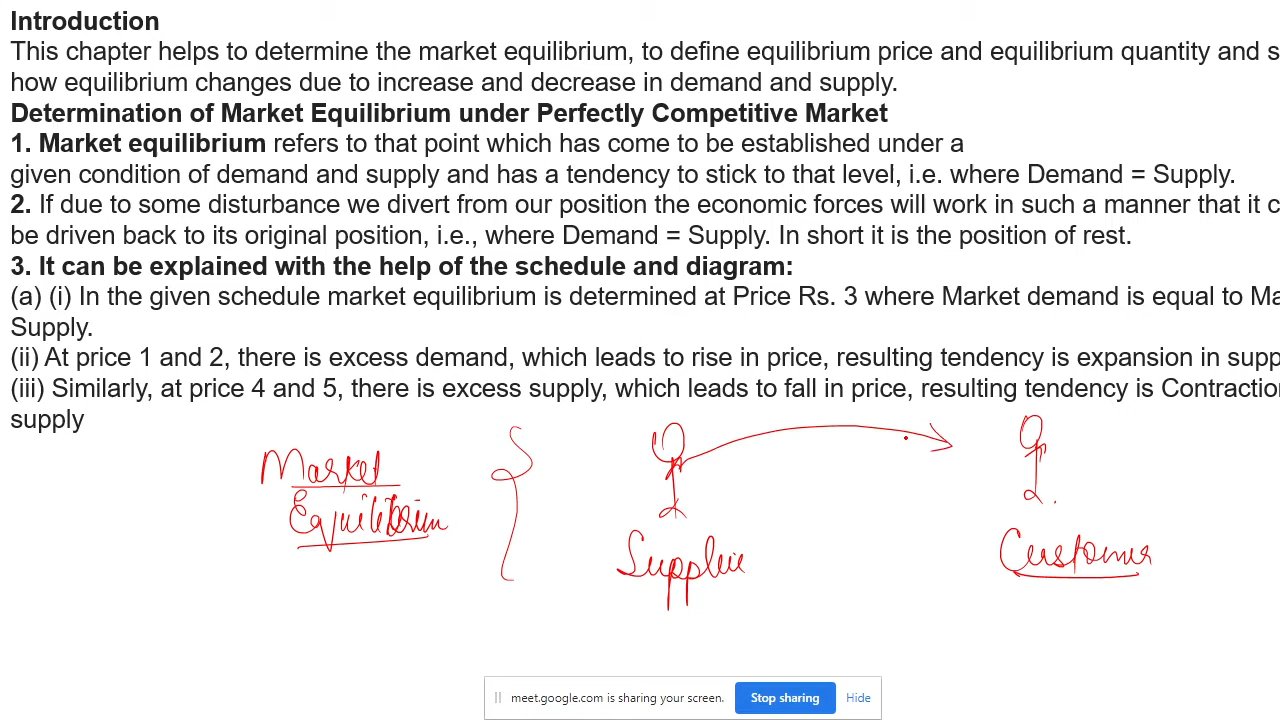 Introduction
This chapter helps to determine the market equilibrium, to define equilibrium price and equilibrium quantity and s
how equilibrium changes due to increase and decrease in demand and supply.
Determination of Market Equilibrium under Perfectly Competitive Market
1. Market equilibrium refers to that point which has come to be established under a
given condition of demand and supply and has a tendency to stick to that level, i.e. where Demand = Supply.
2. If due to some disturbance we divert from our position the economic forces will work in such a manner that it c
be driven back to its original position, i.e., where Demand = Supply. In short it is the position of rest.
3. It can be explained with the help of the schedule and diagram:
(a) (i) In the given schedule market equilibrium is determined at Price Rs. 3 where Market demand is equal to Ma
Supply.
(ii) At price 1 and 2, there is excess demand, which leads to rise in price, resulting tendency is expansion in supp
(iii) Similarly, at price 4 and 5, there is excess supply, which leads to fall in price, resulting tendency is Contraction
supply
Market
Equilibrium
Customer
meet.google.com is sharing your screen. Stop sharing Hide